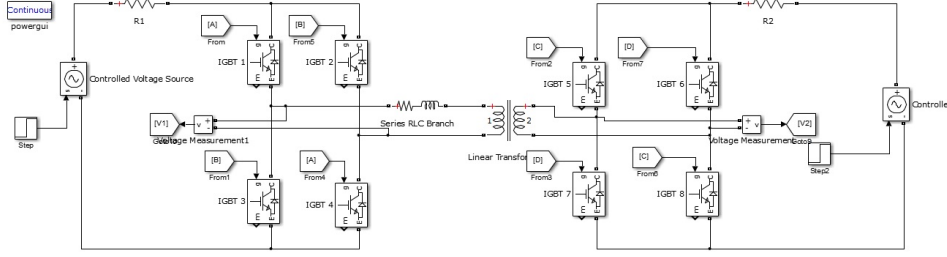 Continuous
powergui
R1
R2
[A]
From
[B]
From5
[C]
From2
[D]
From7
IGBT 1
IGBT 2
IGBT 5
IGBT 6
Controlled Voltage Source
Controlle
Step
[V1]
Voltage Measurement1
Series RLC Branch
1
2
Linear Transfor
Voltage Measurement
[V2]
Goto9
Step2
[B]
From1
[A]
From4
[D]
From3
[C]
From6
IGBT 3
IGBT 4
IGBT 7
IGBT 8